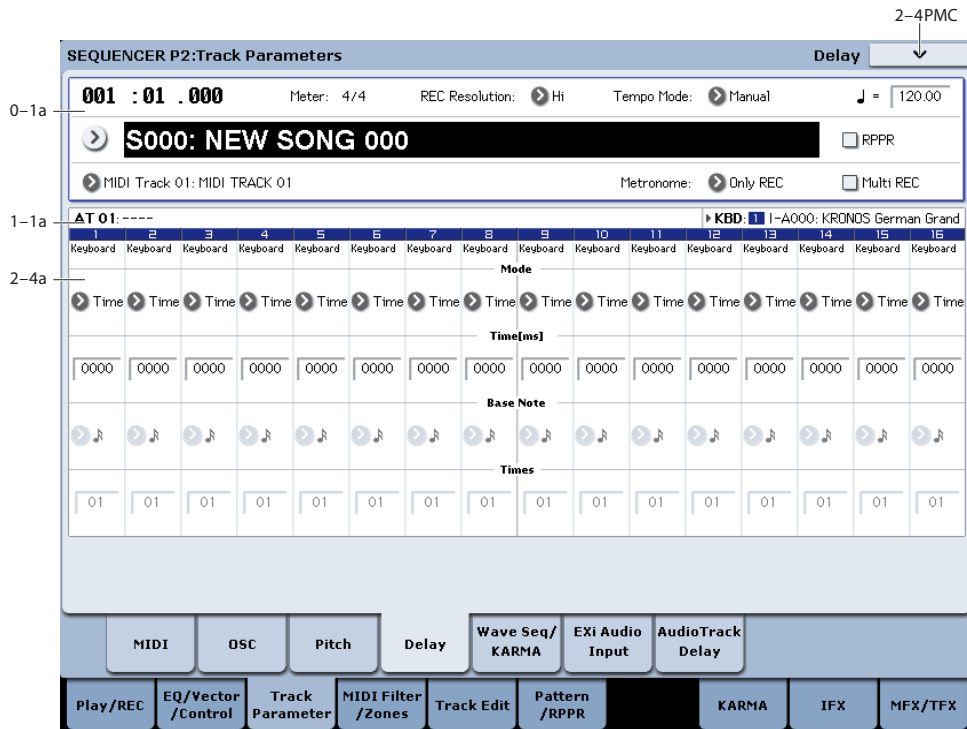 2–4PMC
SEQUENCER P2:Track Parameters Delay
0–1a
001 :01 .000 Meter: 4/4 REC Resolution: Hi Tempo Mode: Manual ♩ = 120.00
S000: NEW SONG 000 RPPR
MIDI Track 01: MIDI TRACK 01 Metronome: Only REC Multi REC
1–1a
AT 01:---- KBD: 1 I-A000: KRONOS German Grand
1 2 3 4 5 6 7 8 9 10 11 12 13 14 15 16
Keyboard Keyboard Keyboard Keyboard Keyboard Keyboard Keyboard Keyboard Keyboard Keyboard Keyboard Keyboard Keyboard Keyboard Keyboard Keyboard
2–4a
Mode
Time Time Time Time Time Time Time Time Time Time Time Time Time Time Time Time
Time[ms]
0000 0000 0000 0000 0000 0000 0000 0000 0000 0000 0000 0000 0000 0000 0000 0000
Base Note
♪ ♪ ♪ ♪ ♪ ♪ ♪ ♪ ♪ ♪ ♪ ♪ ♪ ♪ ♪ ♪
Times
01 01 01 01 01 01 01 01 01 01 01 01 01 01 01 01
MIDI OSC Pitch Delay Wave Seq/ KARMA EXi Audio Input AudioTrack Delay
Play/REC EQ/Vector /Control Track Parameter MIDI Filter /Zones Track Edit Pattern /RPPR KARMA IFX MFX/TFX